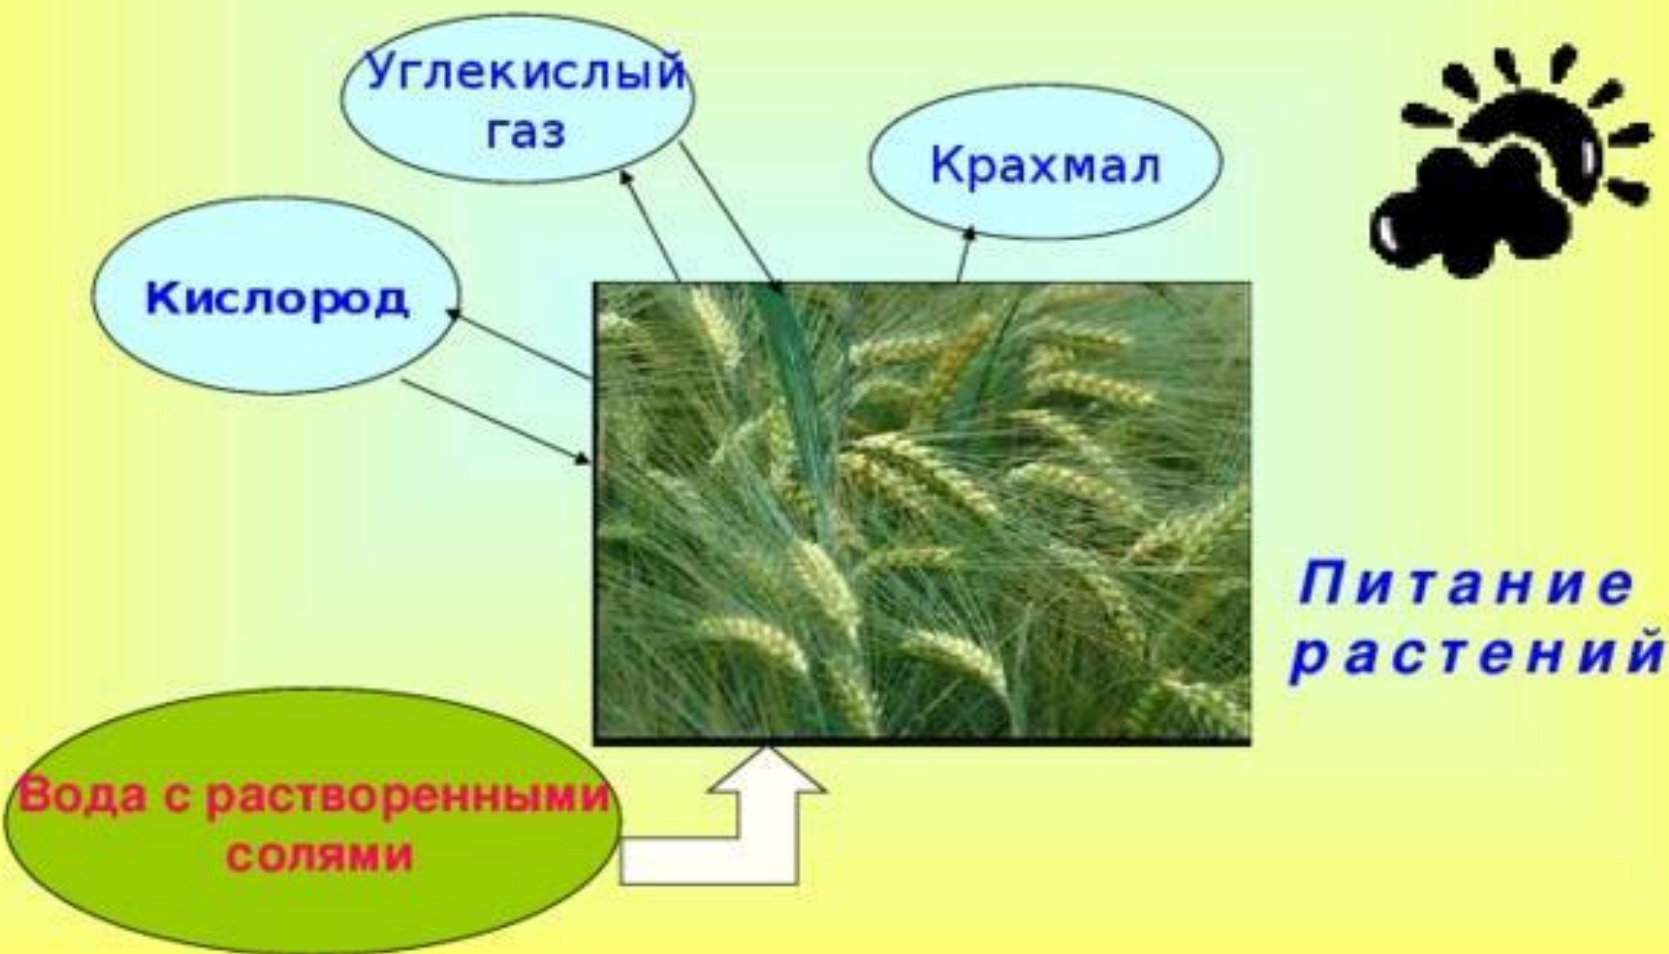 Углекислый
газ
Крахмал
Кислород
Питание
растений
Вода с растворенными
солями